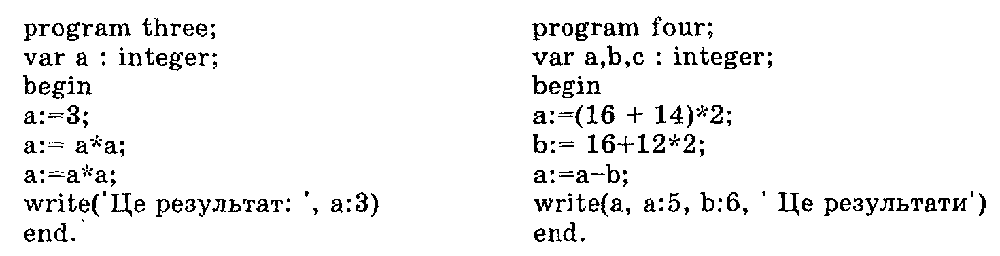 program three;
var a : integer;
begin
a:=3;
a:= a*a;
a:=a*a;
write('Це результат: ', a:3)
end.
program four;
var a,b,c : integer;
begin
a:=(16 + 14)*2;
b:= 16+12*2;
a:=a–b;
write(a, a:5, b:6, ' Це результати')
end.